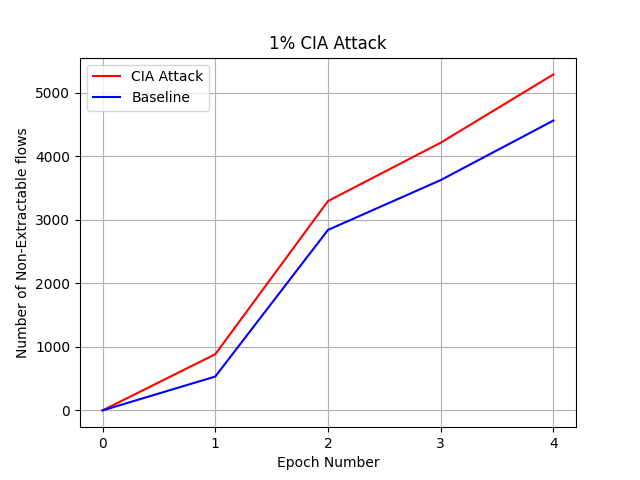 1% CIA Attack
CIA Attack
Baseline
Number of Non-Extractable flows
5000
4000
3000
2000
1000
0
0 1 2 3 4
Epoch Number